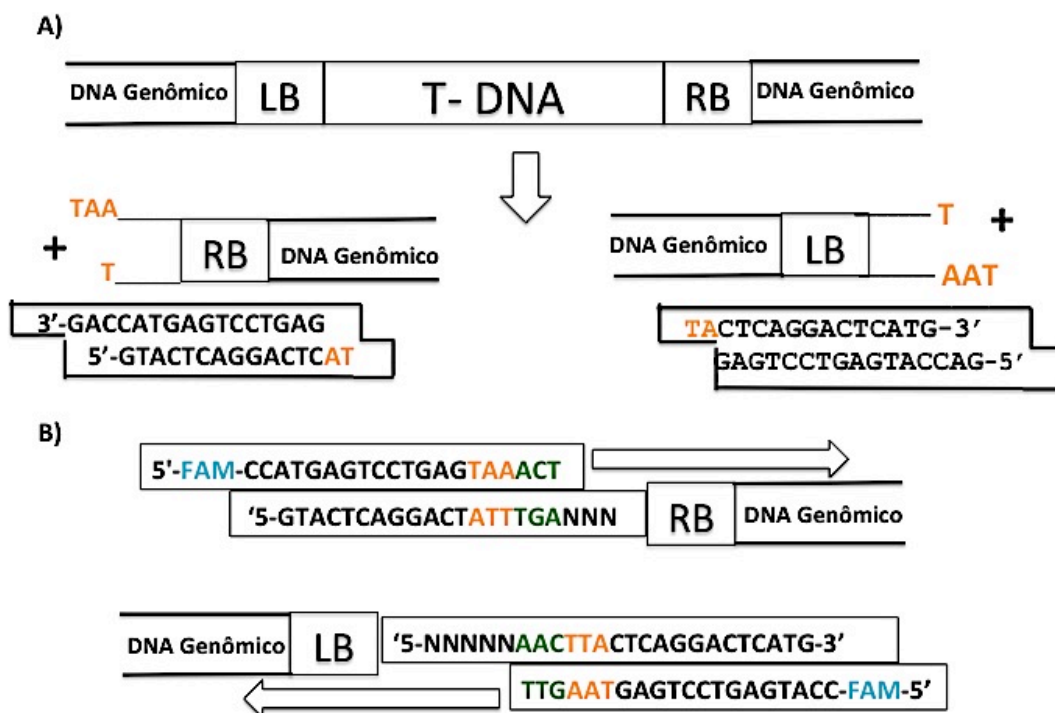 A)
DNA Genômico LB T- DNA RB DNA Genômico
TAA
+ T RB DNA Genômico
3’-GACCATGAGTCCTGAG
5’-GTACTCAGGACTCAT
DNA Genômico LB T +
AAT
TACTCAGGACTCATG-3’
GAGTCCTGAGTACCAG-5’
B)
5'-FAM-CCATGAGTCCTGAGTAAACT
‘5-GTACTCAGGACTATTTGANNN RB DNA Genômico
DNA Genômico LB ‘5-NNNNNAACTTACTCAGGACTCATG-3’
TTGAATGAGTCCTGAGTACC-FAM-5’